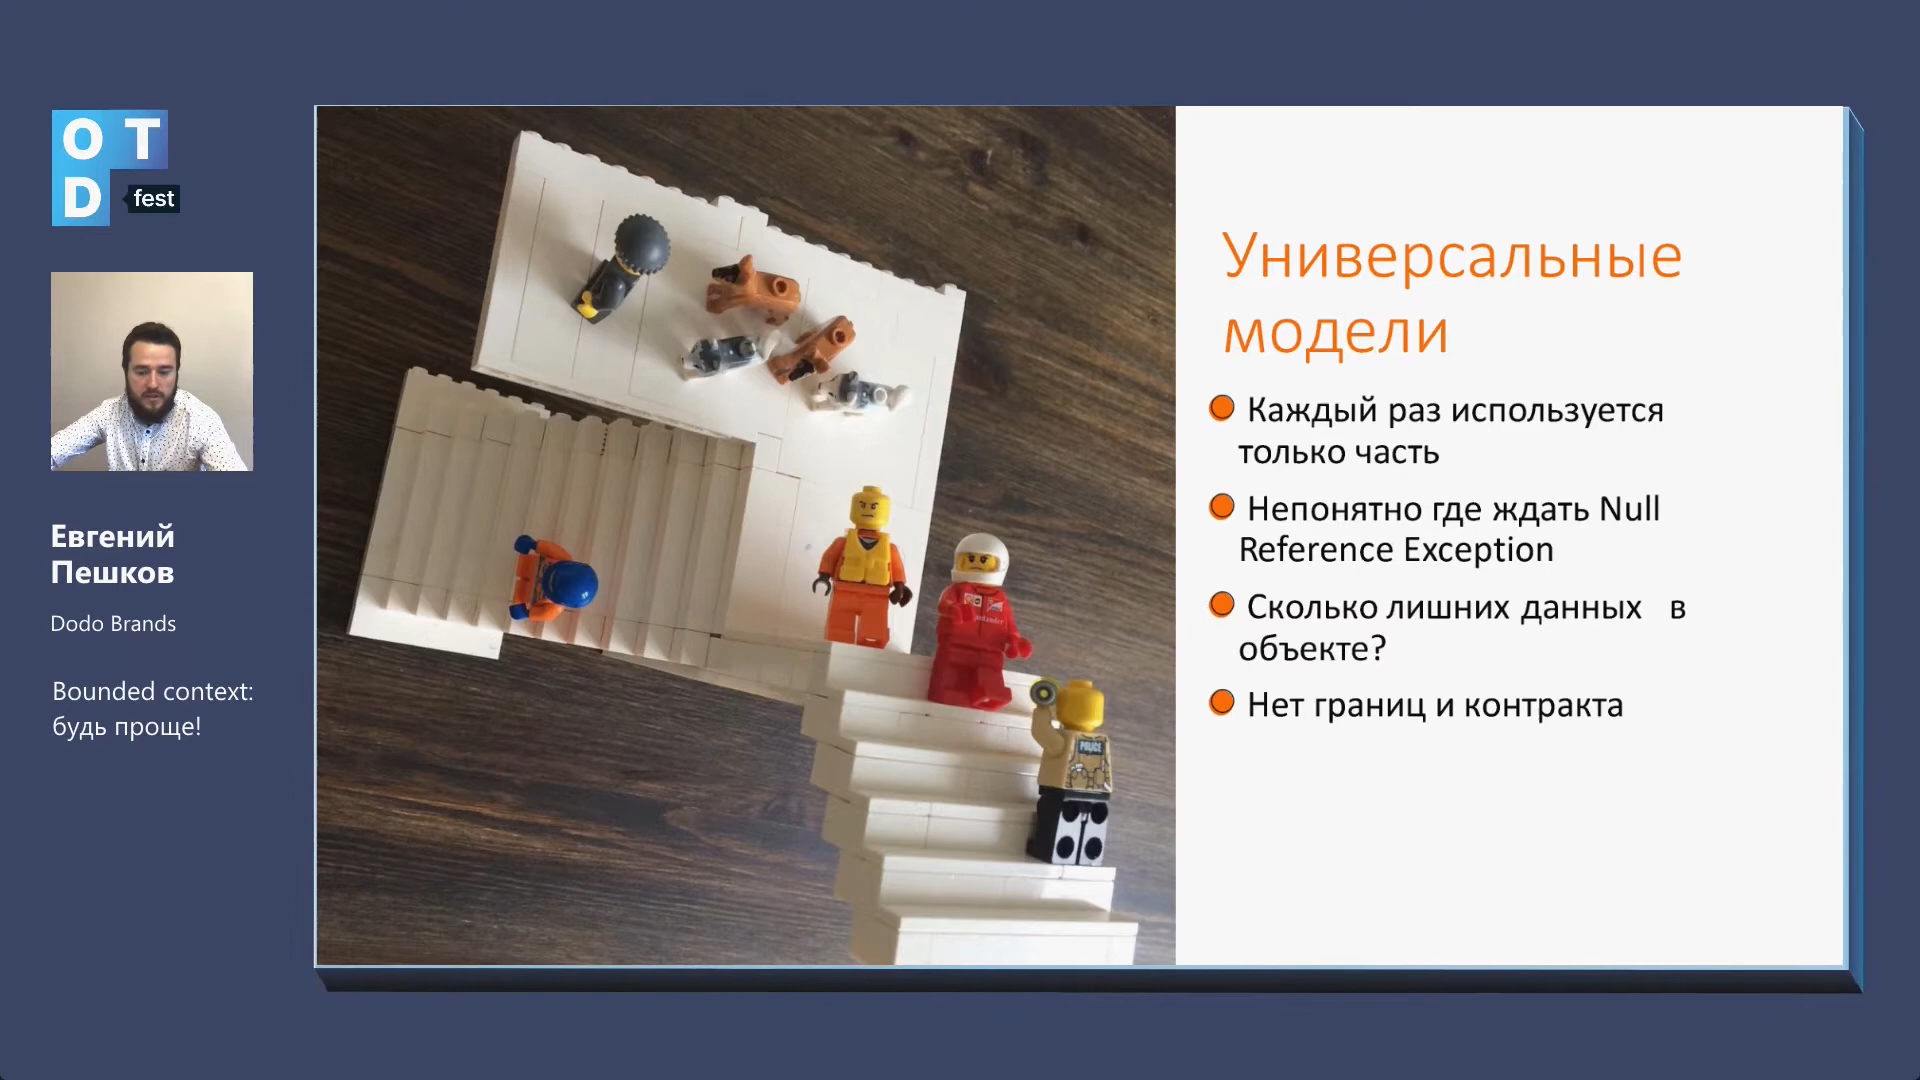 O T
D fest
Евгений
Пешков
Dodo Brands
Bounded context:
будь проще!
Универсальные
модели
Каждый раз используется
только часть
Непонятно где ждать Null
Reference Exception
Сколько лишних данных в
объекте?
Нет границ и контракта
POLICE